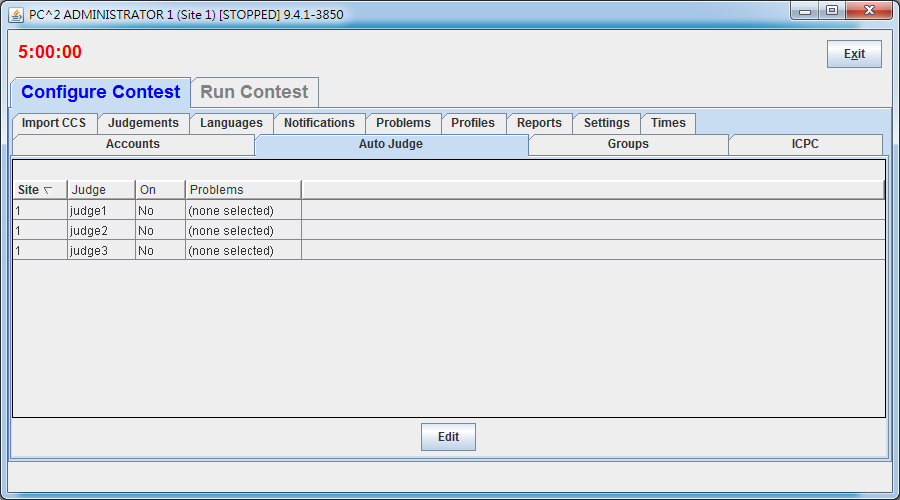 PC^2 ADMINISTRATOR 1 (Site 1) [STOPPED] 9.4.1-3850
5:00:00
Exit
Configure Contest Run Contest
Import CCS Judgements Languages Notifications Problems Profiles Reports Settings Times
Accounts Auto Judge Groups ICPC
Site Judge On Problems
1 judge1 No (none selected)
1 judge2 No (none selected)
1 judge3 No (none selected)
Edit